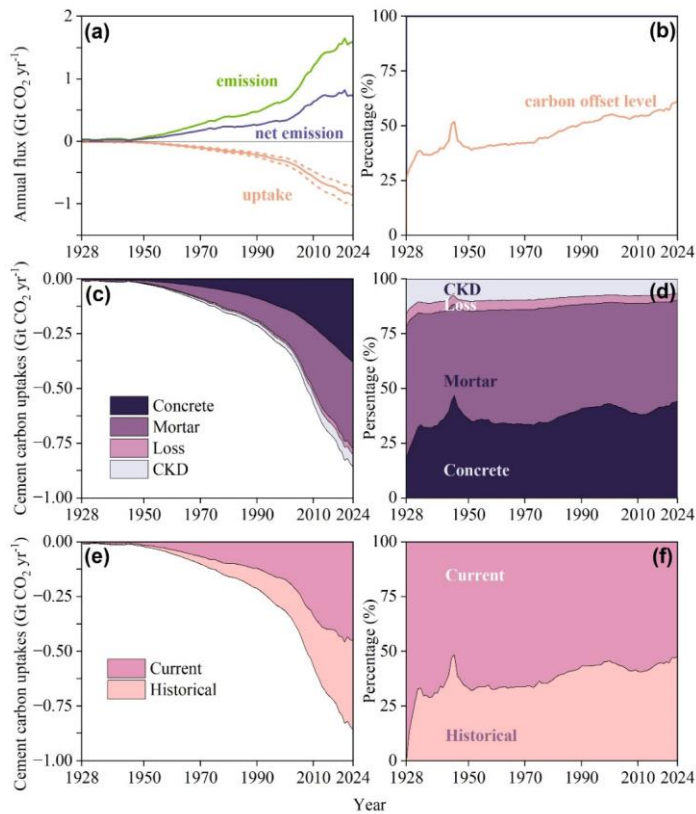 (a)
2
1
0
−1
Annual flux (Gt CO2 yr-1)
emission
net emission
uptake
1928
1950
1970
1990
2010
2024
(b)
100
75
50
25
0
Percentage (%)
carbon offset level
1928
1950
1970
1990
2010
2024
(c)
0.00
−0.25
−0.50
−0.75
−1.00
Cement carbon uptakes (Gt CO2 yr-1)
Concrete
Mortar
Loss
CKD
1928
1950
1970
1990
2010
2024
(d)
100
75
50
25
0
Persentage (%)
CKD
Loss
Mortar
Concrete
1928
1950
1970
1990
2010
2024
(e)
0.00
−0.25
−0.50
−0.75
−1.00
Cement carbon uptakes (Gt CO2 yr-1)
Current
Historical
1928
1950
1970
1990
2010
2024
(f)
100
75
50
25
0
Percentage (%)
Current
Historical
1928
1950
1970
1990
2010
2024
Year